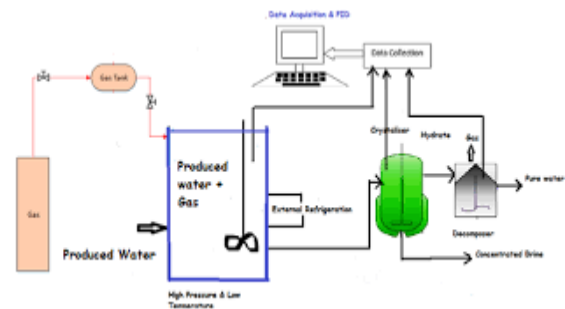 Data Acquisition & PID
Data Collection
Gas Tank
Crystalizer
Hydrate
Gas
Produced
water +
Gas
External Refrigeration
Gas
Pure water
Decomposer
Produced Water
Concentrated Brine
High Pressure & Low
Temperature